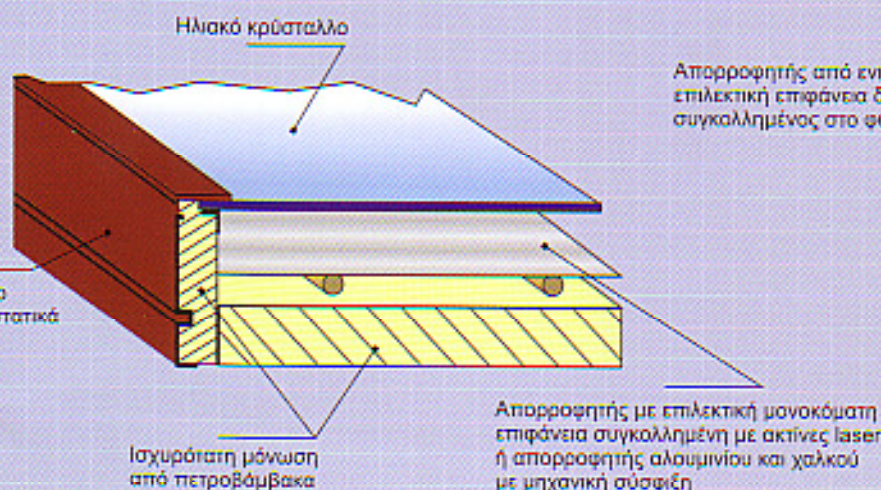 Ηλιακό κρύσταλλο
Απορροφητής από
επιλεκτική επιφάνεια
συγκολλημένος στο
Ισχυρότατη μόνωση
από πετροβάμβακα
Απορροφητής με επιλεκτική μονοκόματη
επιφάνεια συγκολλημένη με ακτίνες laser
ή απορροφητής αλουμινίου και χαλκού
με μηχανική σύσφιξη